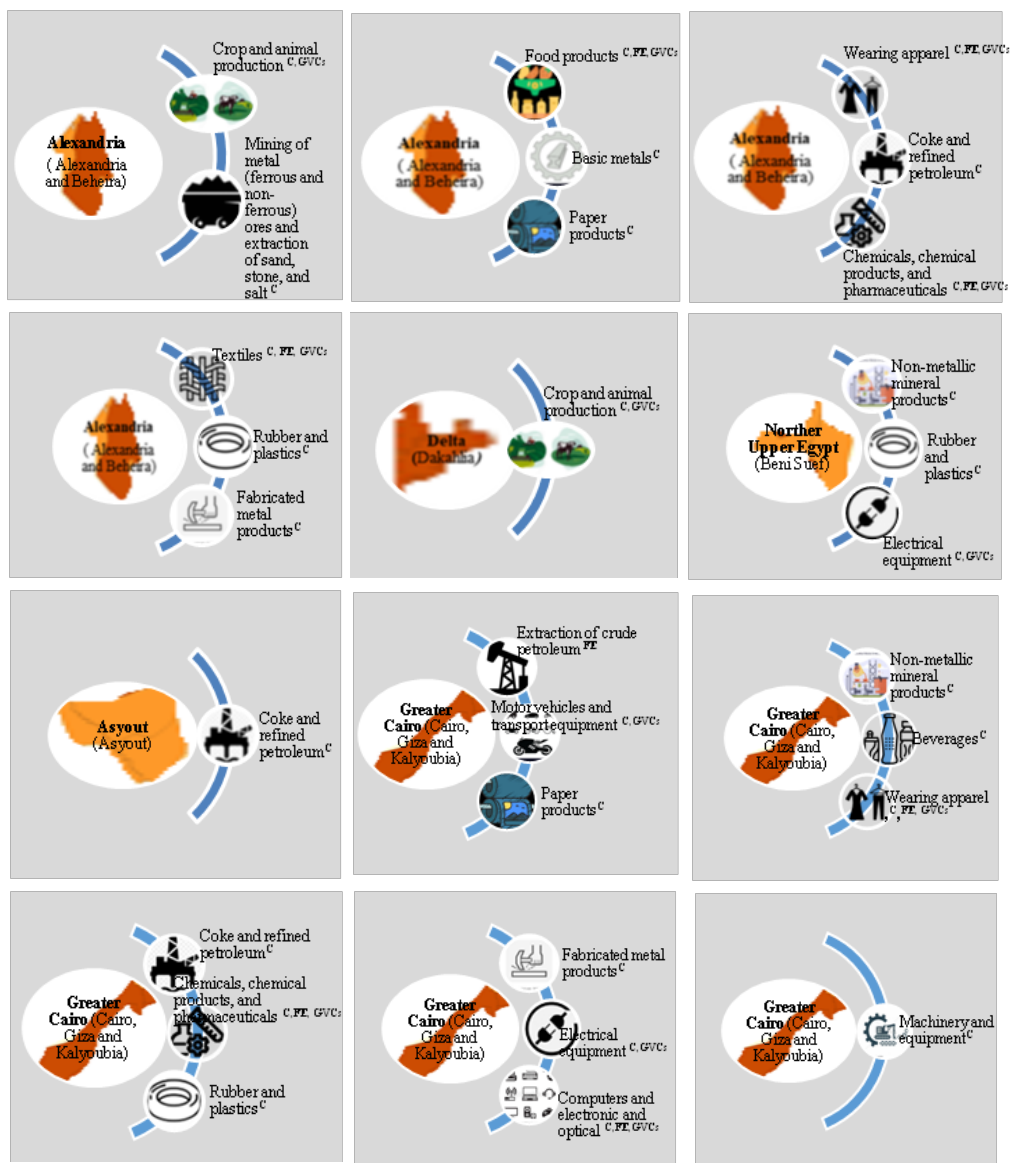 Alexandria
( Alexandria
and Beheira)
Crop and animal
production C, GVCs
Mining of
metal
(ferrous and
non-
ferrous)
ores and
extraction
of sand,
stone, and
salt C
Alexandria
( Alexandria
and Beheira)
Food products C, FT, GVCs
Basic metals C
Paper
products C
Alexandria
( Alexandria
and Beheira)
Wearing apparel C, FT, GVCs
Coke and
refined
petroleum C
Chemicals, chemical
products, and
pharmaceuticals C, FT, GVCs
Alexandria
( Alexandria
and Beheira)
Textiles C, FT, GVCs
Rubber and
plastics C
Fabricated
metal
products C
Delta
(Dakahlia)
Crop and animal
production C, GVCs
Norther
Upper Egypt
(Beni Suef)
Non-metallic
mineral
products C
Rubber
and
plastics C
Electrical
equipment C, GVCs
Asyout
(Asyout)
Coke and
refined
petroleum C
Greater
Cairo (Cairo,
Giza and
Kalyoubia)
Extraction of crude
petroleum FT
Motor vehicles and
transport equipment C, GVCs
Paper
products C
Greater
Cairo (Cairo,
Giza and
Kalyoubia)
Non-metallic
mineral
products C
Beverages C
Wearing apparel
, C, FT, GVCs
Greater
Cairo (Cairo,
Giza and
Kalyoubia)
Coke and refined
petroleum C
Chemicals, chemical
products, and
pharmaceuticals C, FT, GVCs
Rubber and
plastics C
Greater
Cairo (Cairo,
Giza and
Kalyoubia)
Fabricated metal
products C
Electrical
equipment C, GVCs
Computers and
electronic and
optical C, FT, GVCs
Greater
Cairo (Cairo,
Giza and
Kalyoubia)
Machinery and
equipment C